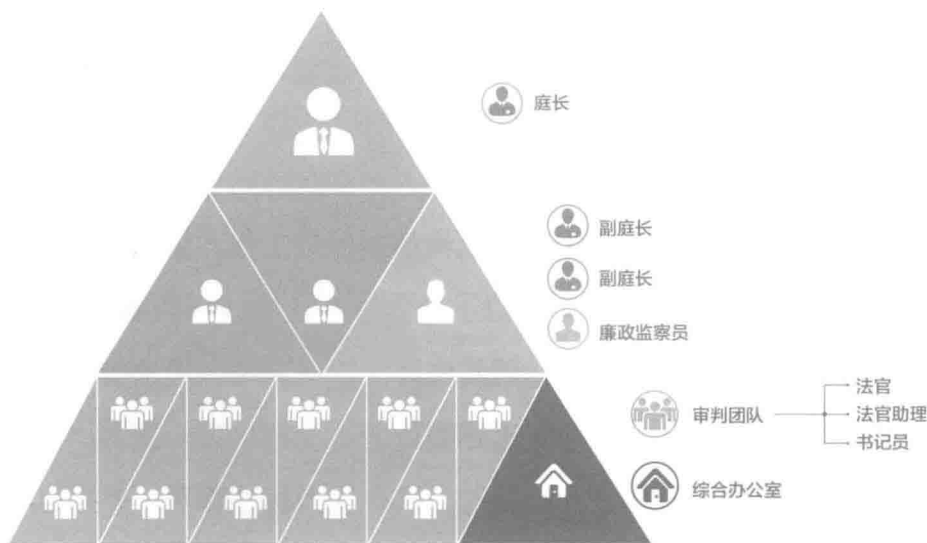 庭长
副庭长
副庭长
廉政监察员
审判团队
法官
法官助理
书记员
综合办公室